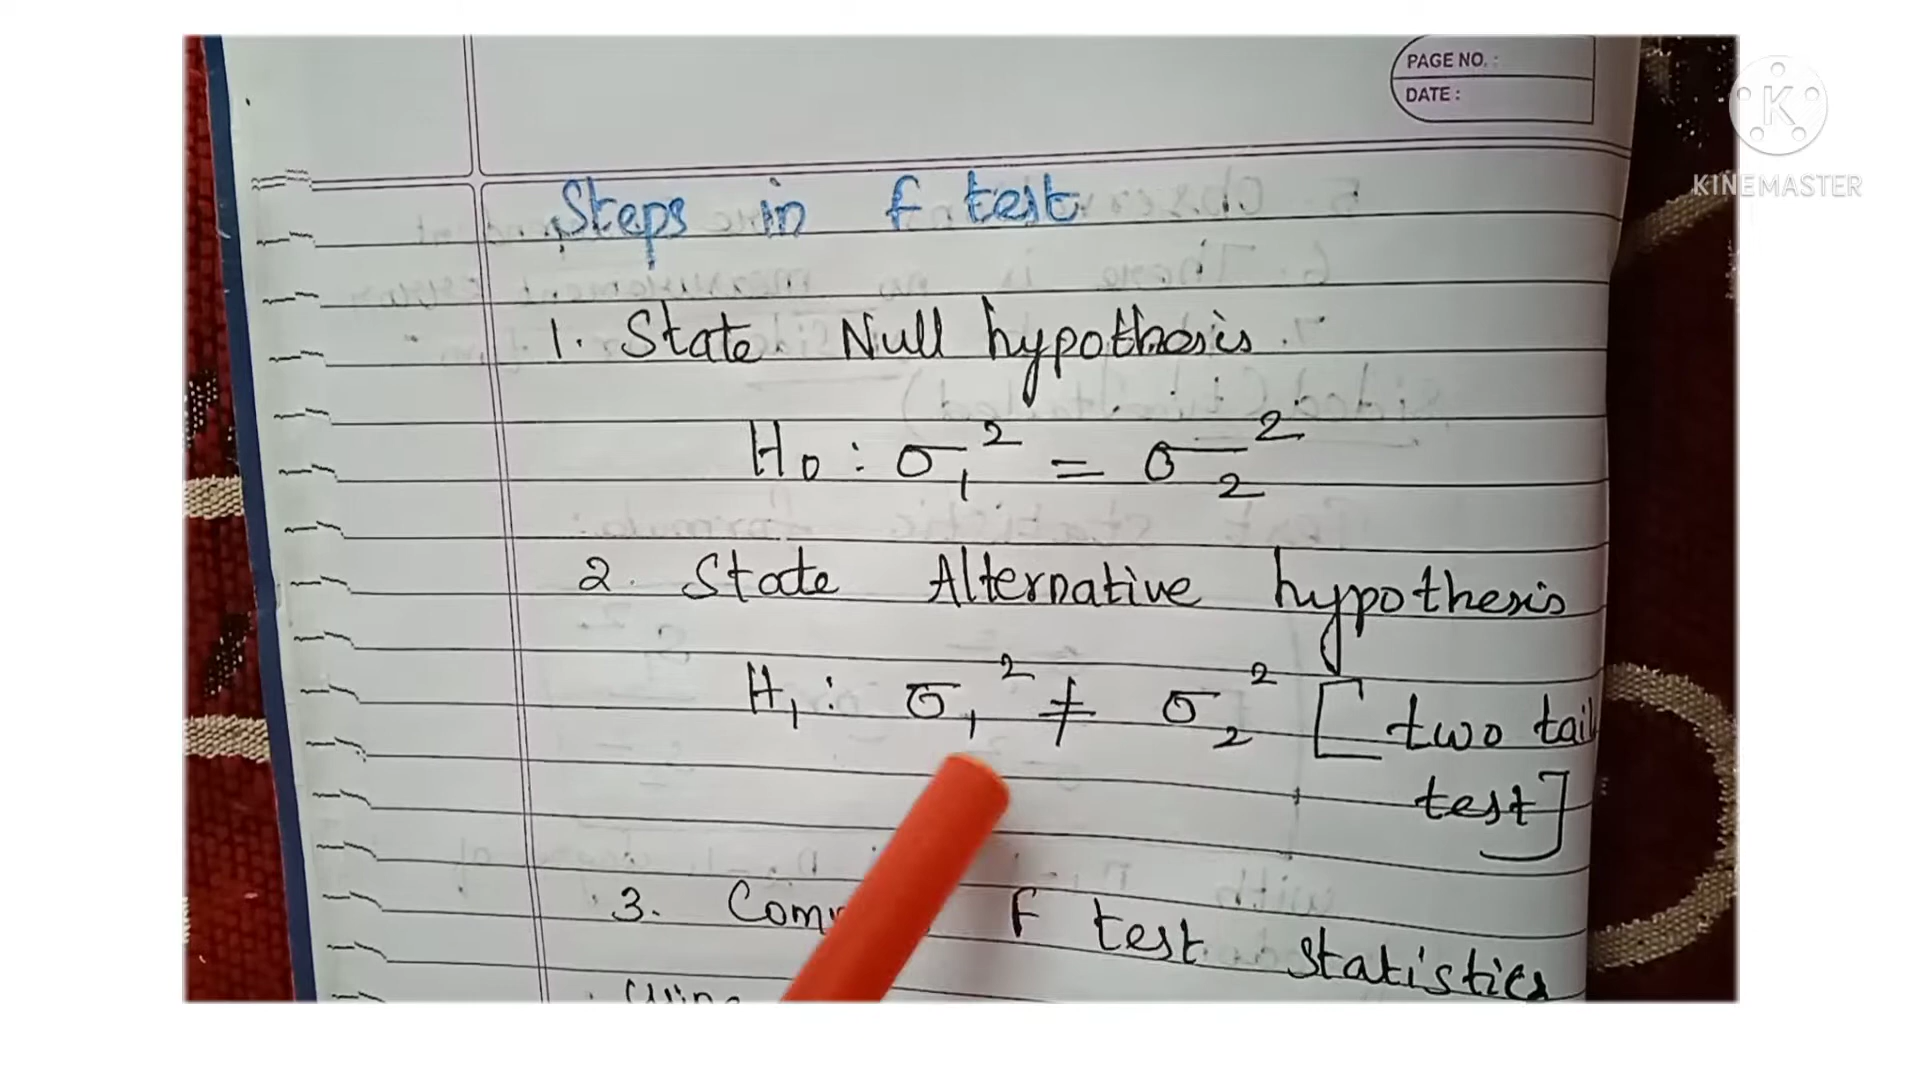 PAGE NO. :
DATE :
KINEMASTER
Steps in f test
1. State Null hypothesis
H0 : σ1² = σ2²
2. State Alternative hypothesis
H1 : σ1² ≠ σ2² [two tail
test]
3. F test statistics